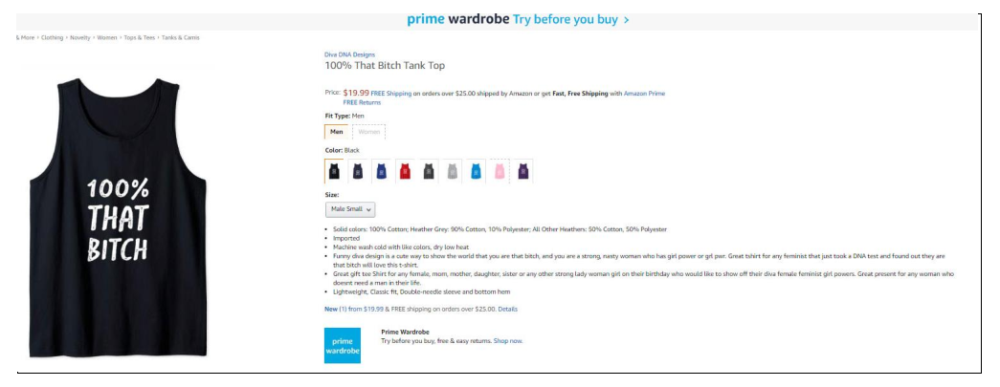 prime wardrobe Try before you buy >
& More › Clothing › Novelty › Women › Tops & Tees › Tanks & Camis
Diva DNA Designs
100% That Bitch Tank Top
Price: $19.99 FREE Shipping on orders over $25.00 shipped by Amazon or get Fast, Free Shipping with Amazon Prime
FREE Returns
Fit Type: Men
Men Women
Color: Black
100%
THAT
BITCH
Size:
Male Small
• Solid colors: 100% Cotton; Heather Grey: 90% Cotton, 10% Polyester; All Other Heathers: 50% Cotton, 50% Polyester
• Imported
• Machine wash cold with like colors, dry low heat
• Funny diva design is a cute way to show the world that you are that bitch, and you are a strong, nasty woman who has girl power or grl pwr. Great tshirt for any feminist that just took a DNA test and found out they are
that bitch will love this t-shirt.
• Great gift tee Shirt for any female, mom, mother, daughter, sister or any other strong lady woman girl on their birthday who would like to show off their diva female feminist girl powers. Great present for any woman who
doesnt need a man in their life.
• Lightweight, Classic fit, Double-needle sleeve and bottom hem
New (1) from $19.99 & FREE shipping on orders over $25.00. Details
prime
wardrobe
Prime Wardrobe
Try before you buy, free & easy returns. Shop now.